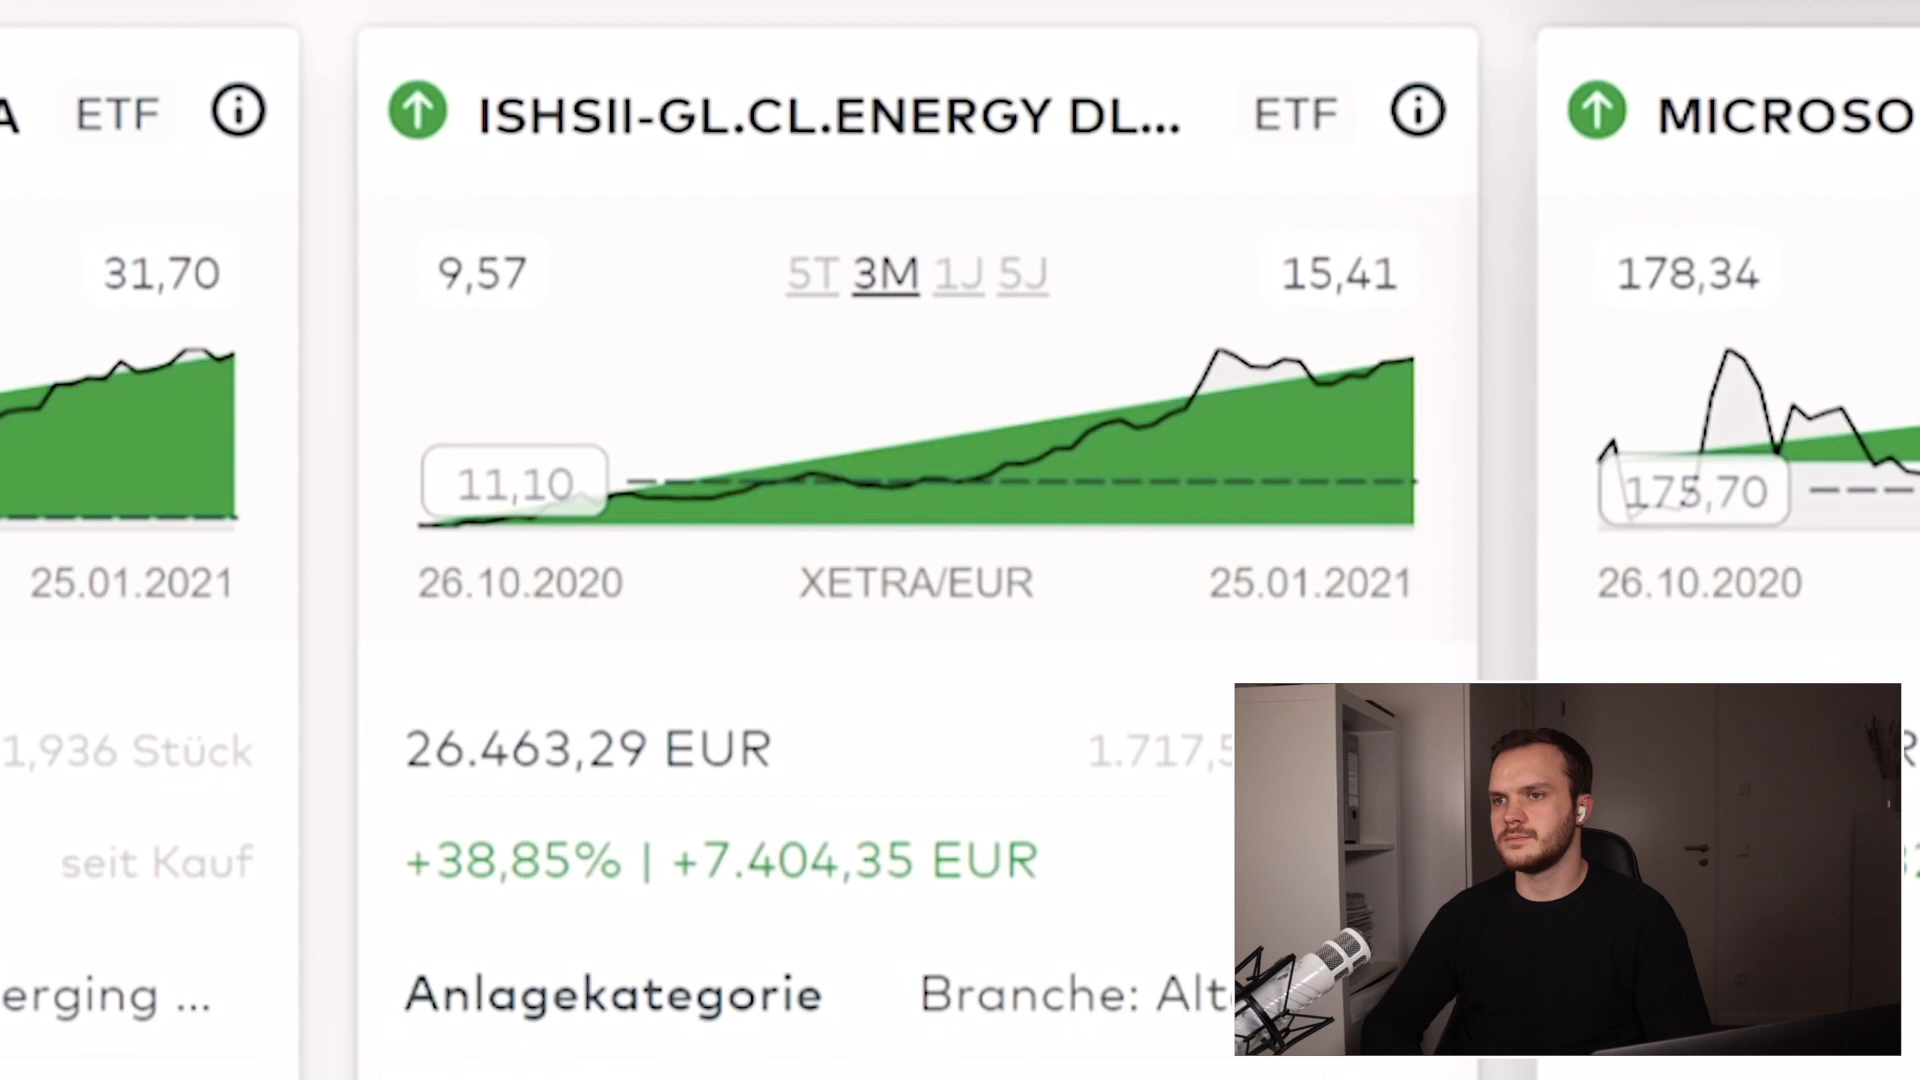 A ETF
31,70
25.01.2021
1,936 Stück
seit Kauf
erging ...
ISHSII-GL.CL.ENERGY DL... ETF
9,57 5T 3M 1J 5J 15,41
11,10
26.10.2020 XETRA/EUR 25.01.2021
26.463,29 EUR 1.717,5
+38,85% | +7.404,35 EUR
Anlagekategorie Branche: Alt
MICROSO
178,34
175,70
26.10.2020